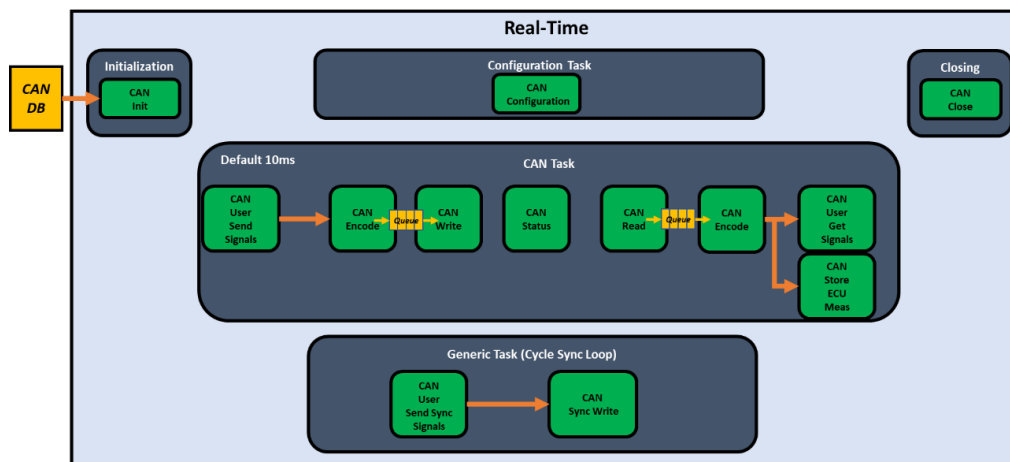 Real-Time
CAN
DB
Initialization
CAN
Init
Configuration Task
CAN
Configuration
Closing
CAN
Close
Default 10ms
CAN Task
CAN
User
Send
Signals
CAN
Encode
Queue
CAN
Write
CAN
Status
CAN
Read
Queue
CAN
Encode
CAN
User
Get
Signals
CAN
Store
ECU
Meas
Generic Task (Cycle Sync Loop)
CAN
User
Send Sync
Signals
CAN
Sync Write